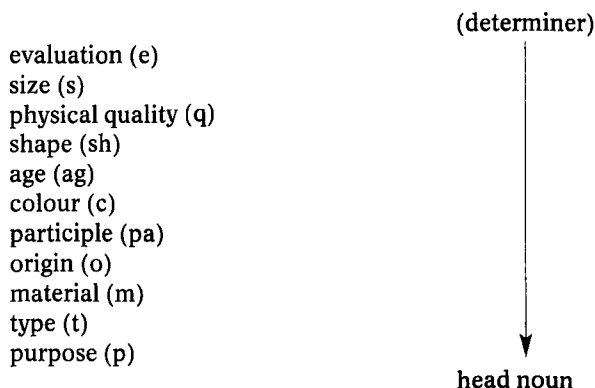 (determiner)
evaluation (e)
size (s)
physical quality (q)
shape (sh)
age (ag)
colour (c)
participle (pa)
origin (o)
material (m)
type (t)
purpose (p)
head noun